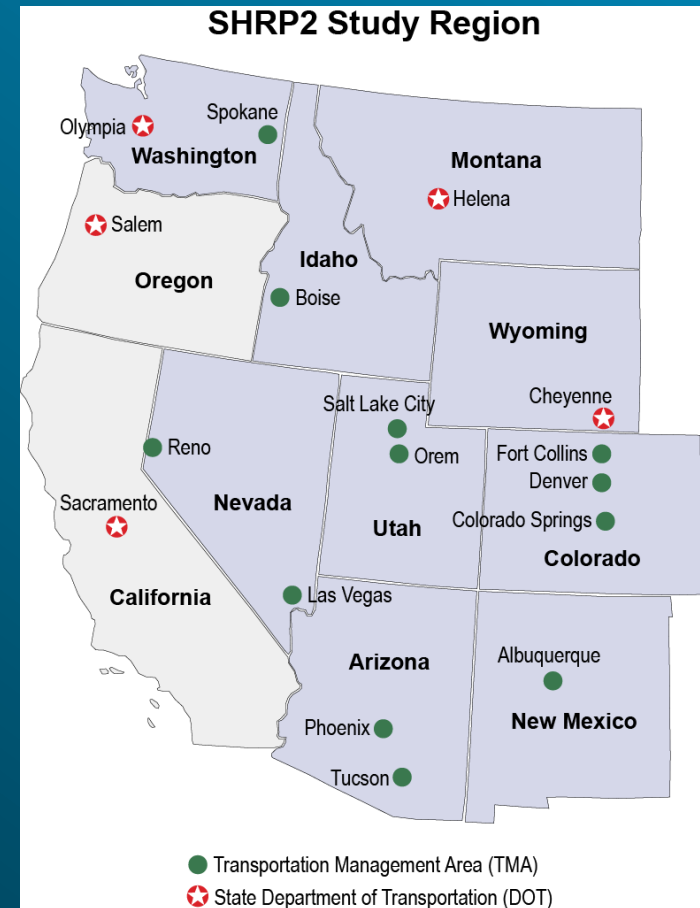 SHRP2 Study Region
Spokane
Olympia
Washington
Montana
Helena
Salem
Idaho
Oregon
Boise
Wyoming
Cheyenne
Salt Lake City
Reno
Orem
Fort Collins
Denver
Sacramento
Nevada
Colorado Springs
Utah
Colorado
California
Las Vegas
Arizona
Albuquerque
New Mexico
Phoenix
Tucson
Transportation Management Area (TMA)
State Department of Transportation (DOT)